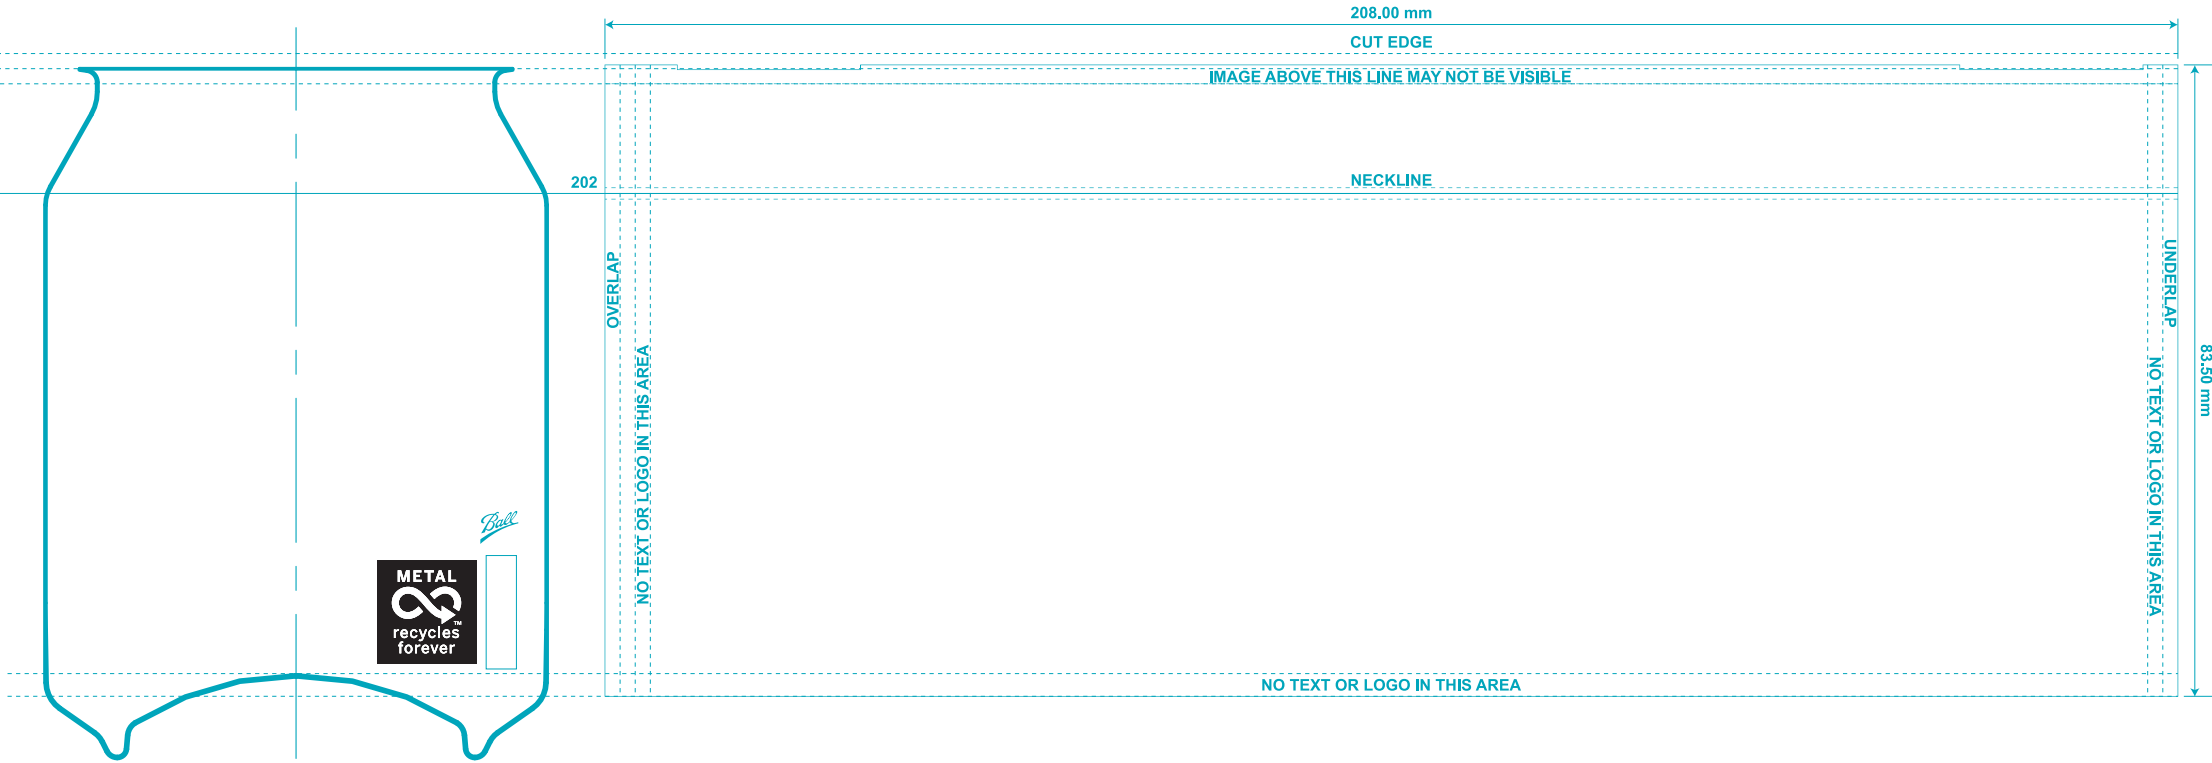 208.00 mm
CUT EDGE
IMAGE ABOVE THIS LINE MAY NOT BE VISIBLE
202
NECKLINE
OVERLAP
UNDERLAP
83.50 mm
NO TEXT OR LOGO IN THIS AREA
NO TEXT OR LOGO IN THIS AREA
Ball
METAL
recycles™
forever
NO TEXT OR LOGO IN THIS AREA